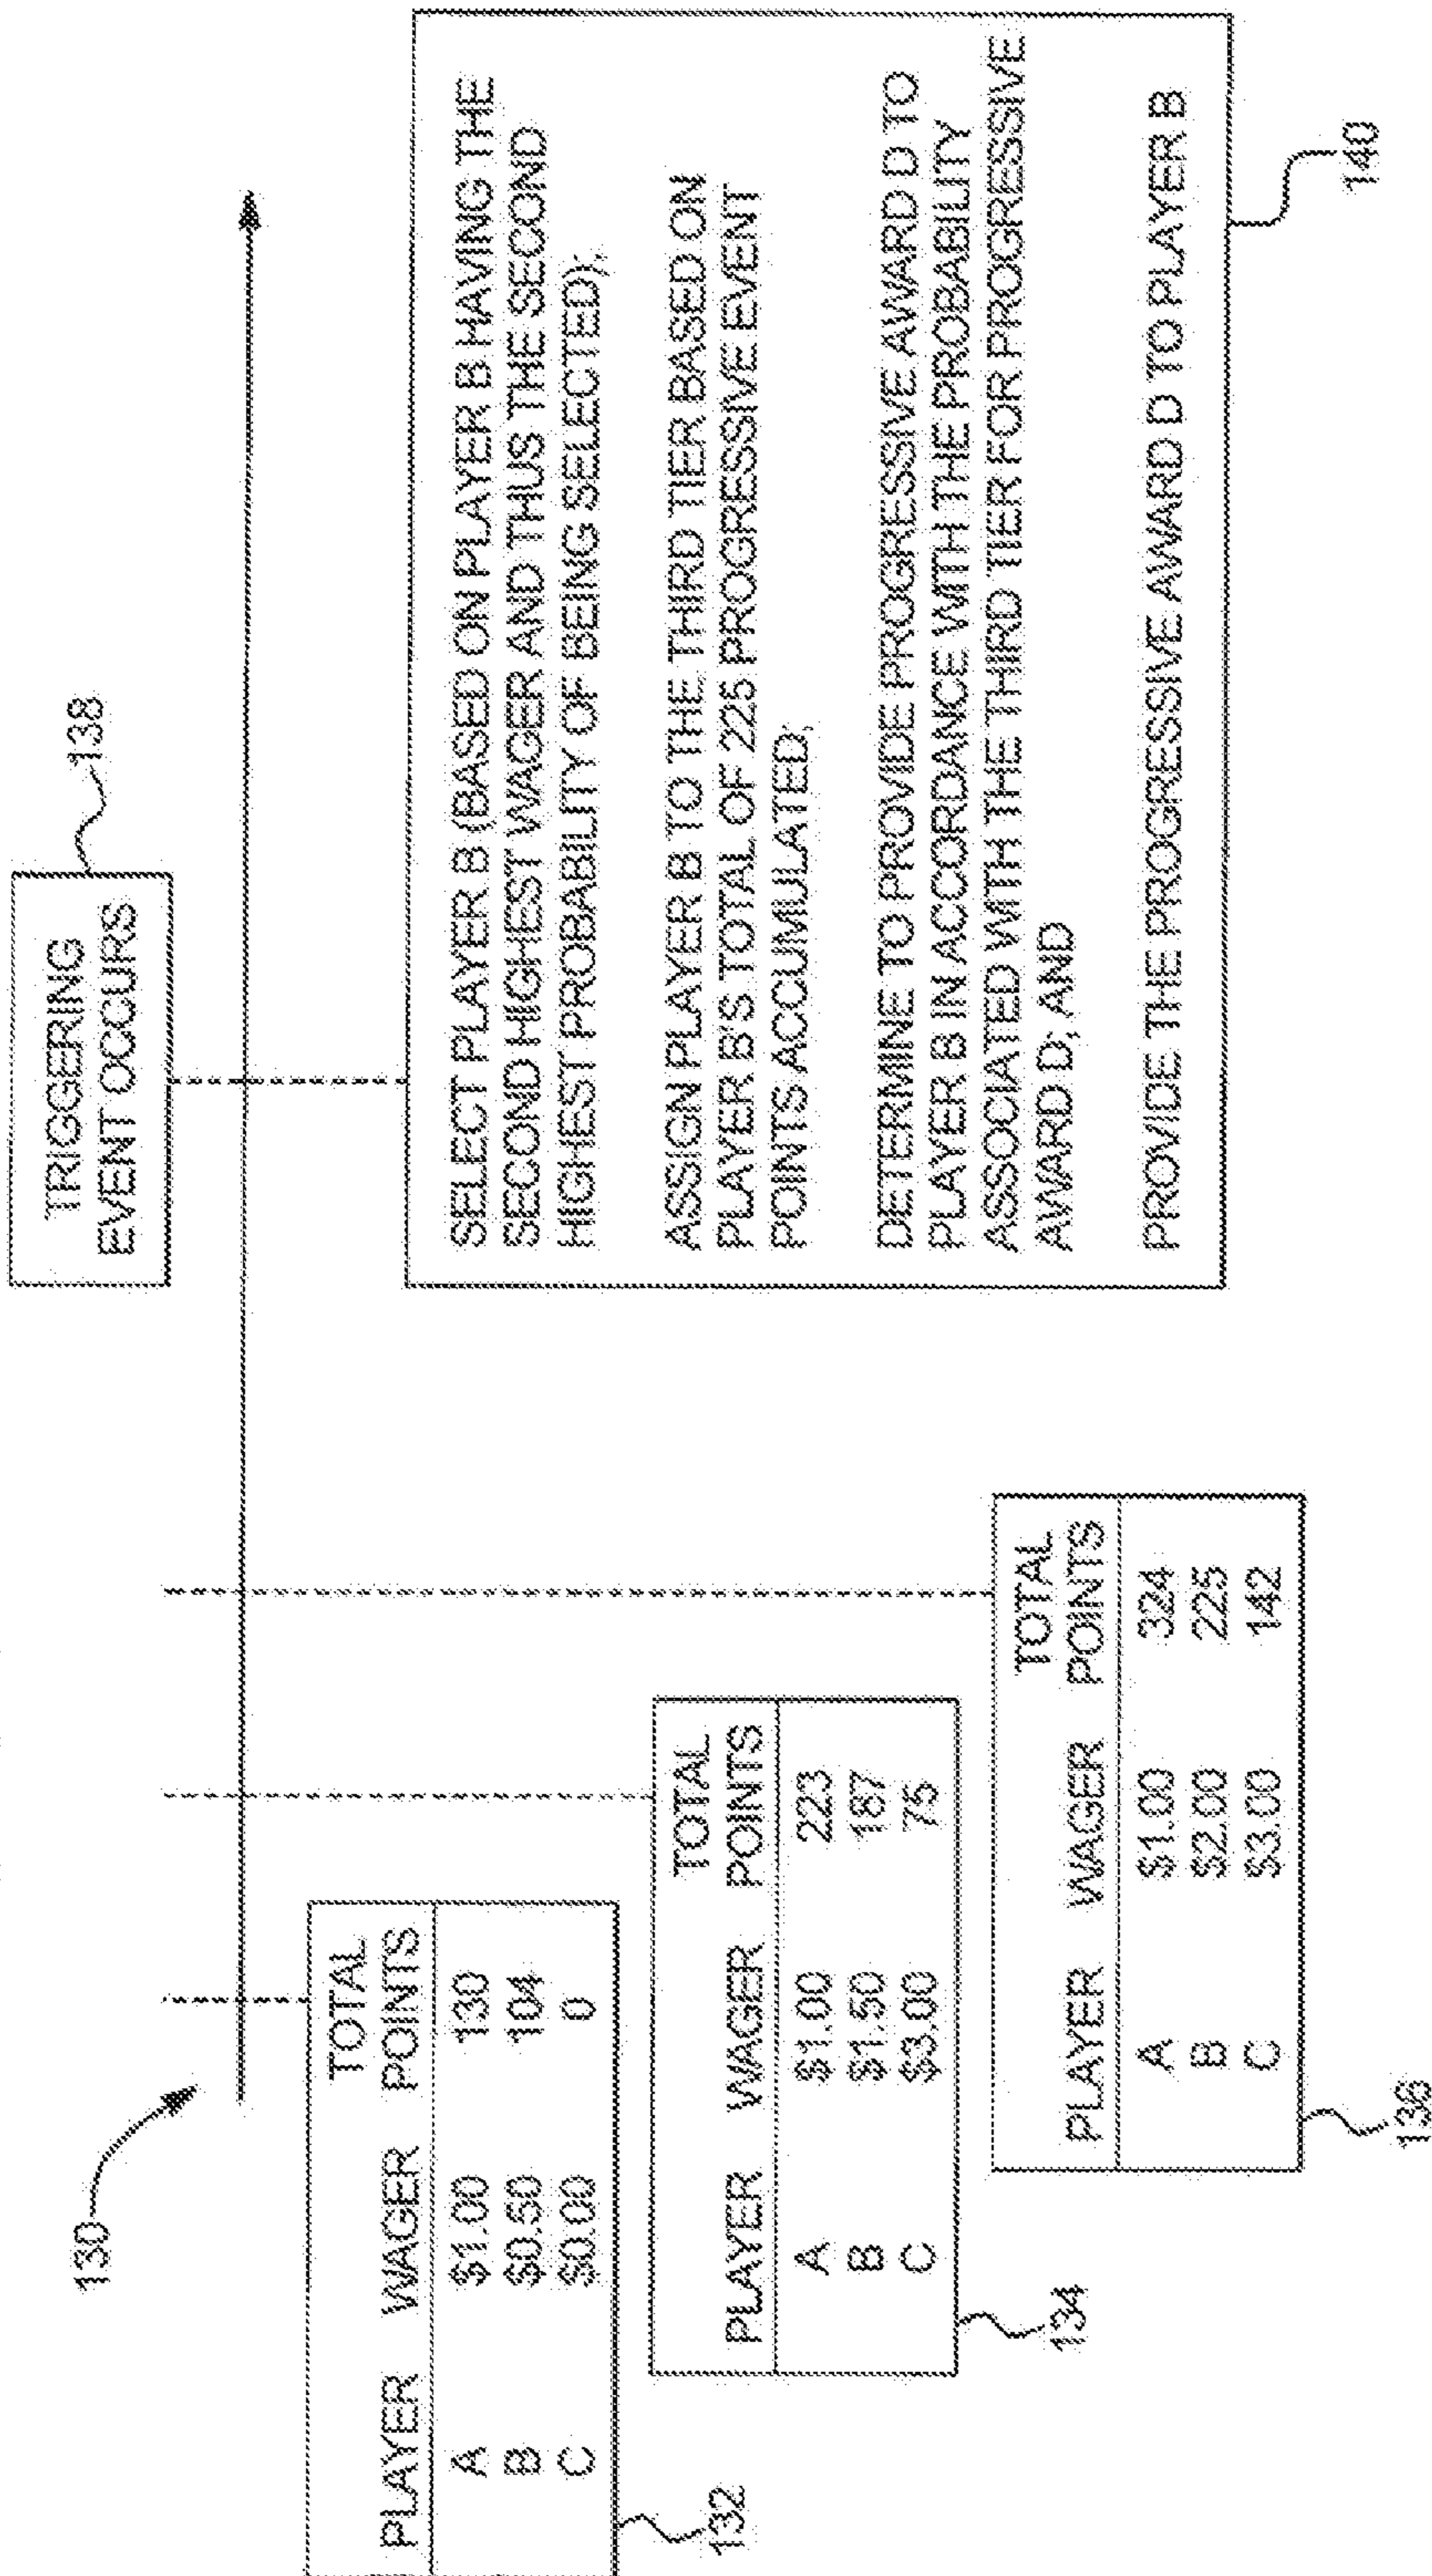 130
TRIGGERING
EVENT OCCURS
138
PLAYER WAGER TOTAL POINTS
A $1.00 130
B $0.50 104
C $0.00 0
132
PLAYER WAGER TOTAL POINTS
A $1.00 223
B $1.50 187
C $3.00 75
134
PLAYER WAGER TOTAL POINTS
A $1.00 324
B $2.00 225
C $3.00 142
136
SELECT PLAYER B (BASED ON PLAYER B HAVING THE
SECOND HIGHEST WAGER AND THUS THE SECOND
HIGHEST PROBABILITY OF BEING SELECTED);
ASSIGN PLAYER B TO THE THIRD TIER BASED ON
PLAYER B'S TOTAL OF 225 PROGRESSIVE EVENT
POINTS ACCUMULATED;
DETERMINE TO PROVIDE PROGRESSIVE AWARD D TO
PLAYER B IN ACCORDANCE WITH THE PROBABILITY
ASSOCIATED WITH THE THIRD TIER FOR PROGRESSIVE
AWARD D; AND
PROVIDE THE PROGRESSIVE AWARD D TO PLAYER B
140